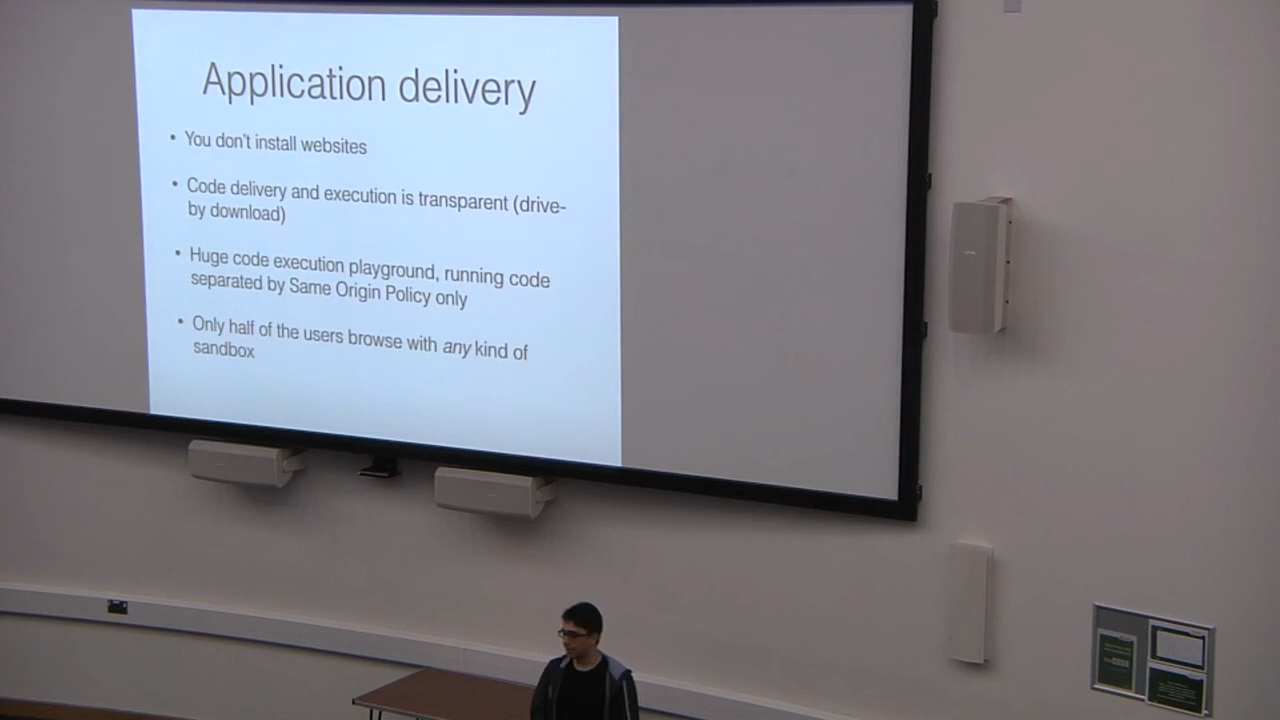 Application delivery
• You don't install websites
• Code delivery and execution is transparent (drive-
by download)
• Huge code execution playground, running code
separated by Same Origin Policy only
• Only half of the users browse with any kind of
sandbox